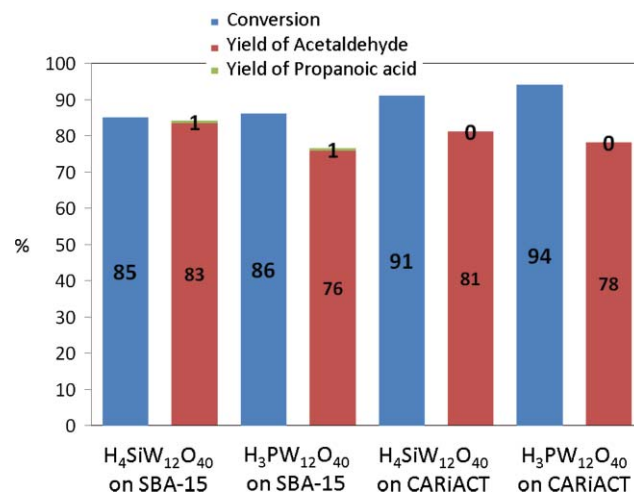 Conversion
Yield of Acetaldehyde
Yield of Propanoic acid
100
90
80
70
60
50
40
30
20
10
0
%
85
83
1
86
76
1
91
81
0
94
78
0
H₄SiW₁₂O₄₀
on SBA-15
H₃PW₁₂O₄₀
on SBA-15
H₄SiW₁₂O₄₀
on CARiACT
H₃PW₁₂O₄₀
on CARiACT